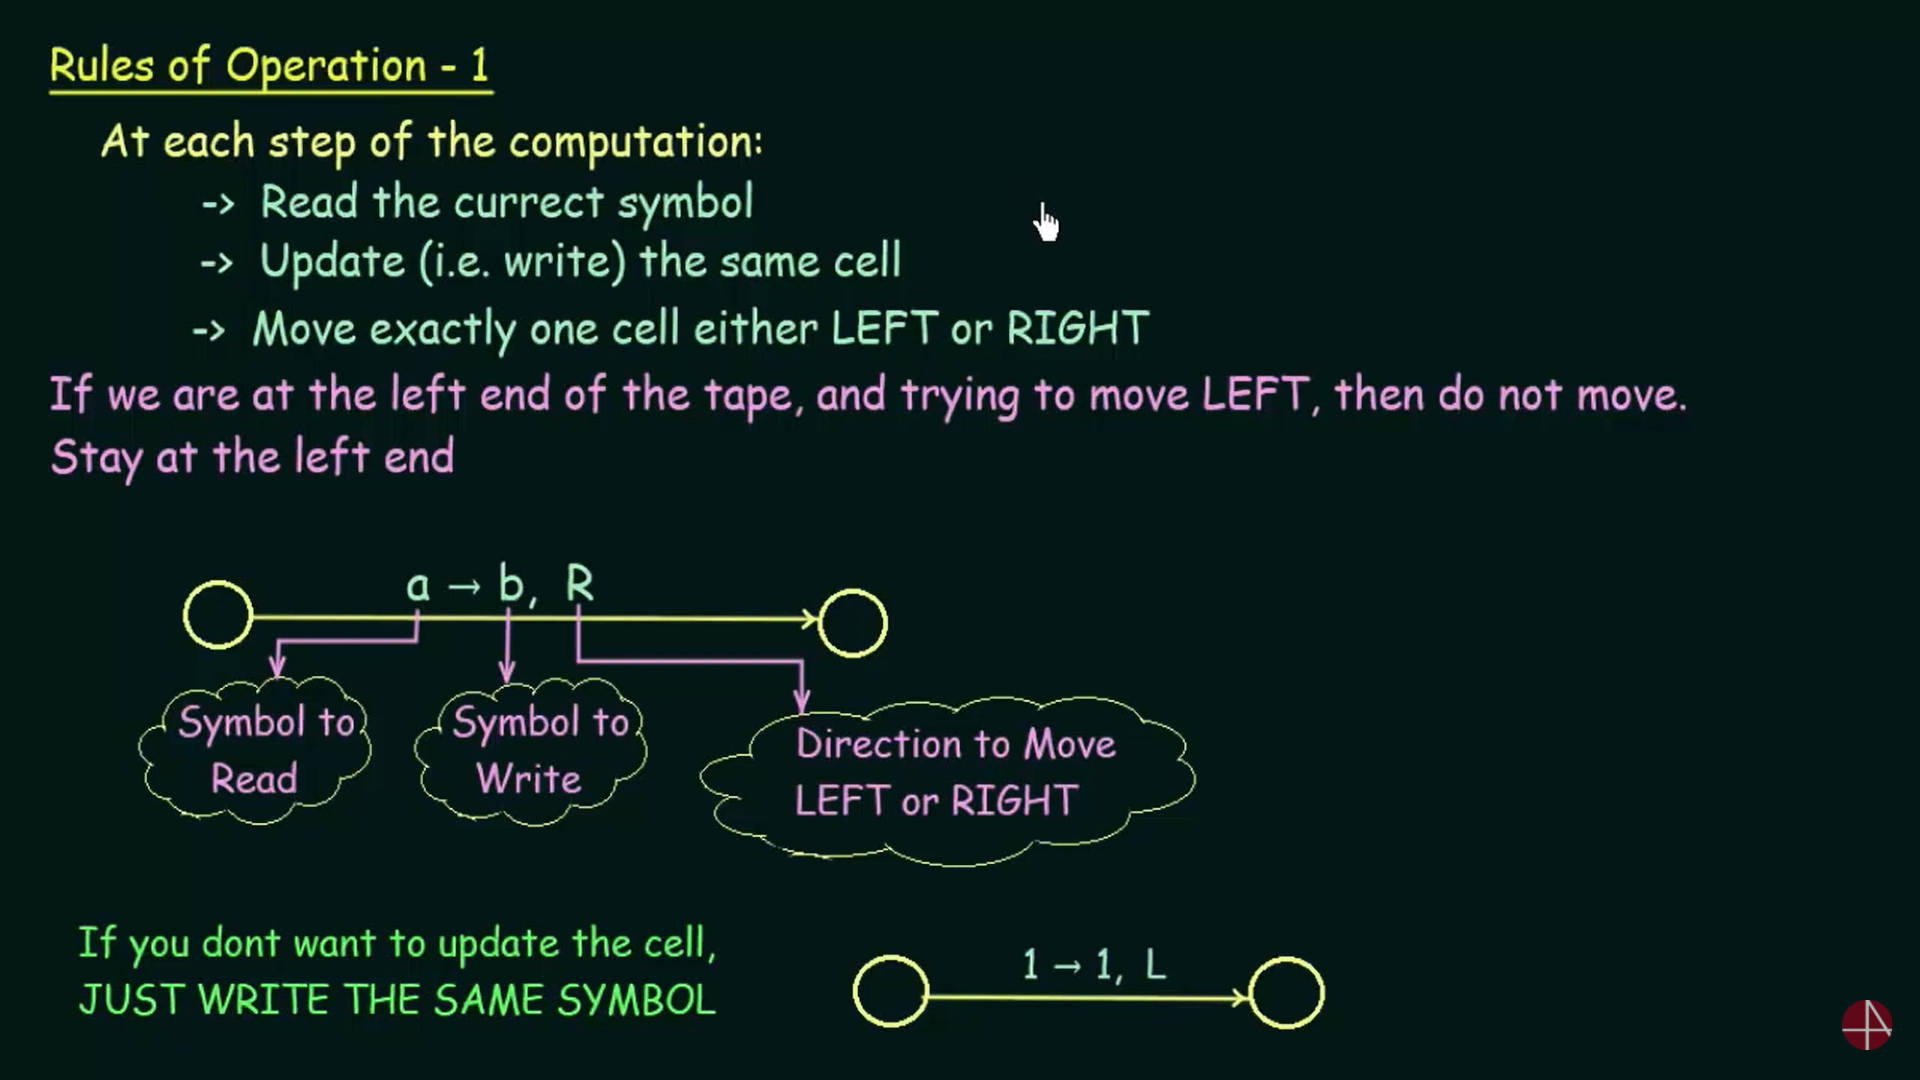 Rules of Operation - 1
At each step of the computation:
-> Read the currect symbol
-> Update (i.e. write) the same cell
-> Move exactly one cell either LEFT or RIGHT
If we are at the left end of the tape, and trying to move LEFT, then do not move.
Stay at the left end
a → b, R
Symbol to
Read
Symbol to
Write
Direction to Move
LEFT or RIGHT
If you dont want to update the cell,
JUST WRITE THE SAME SYMBOL
1 → 1, L